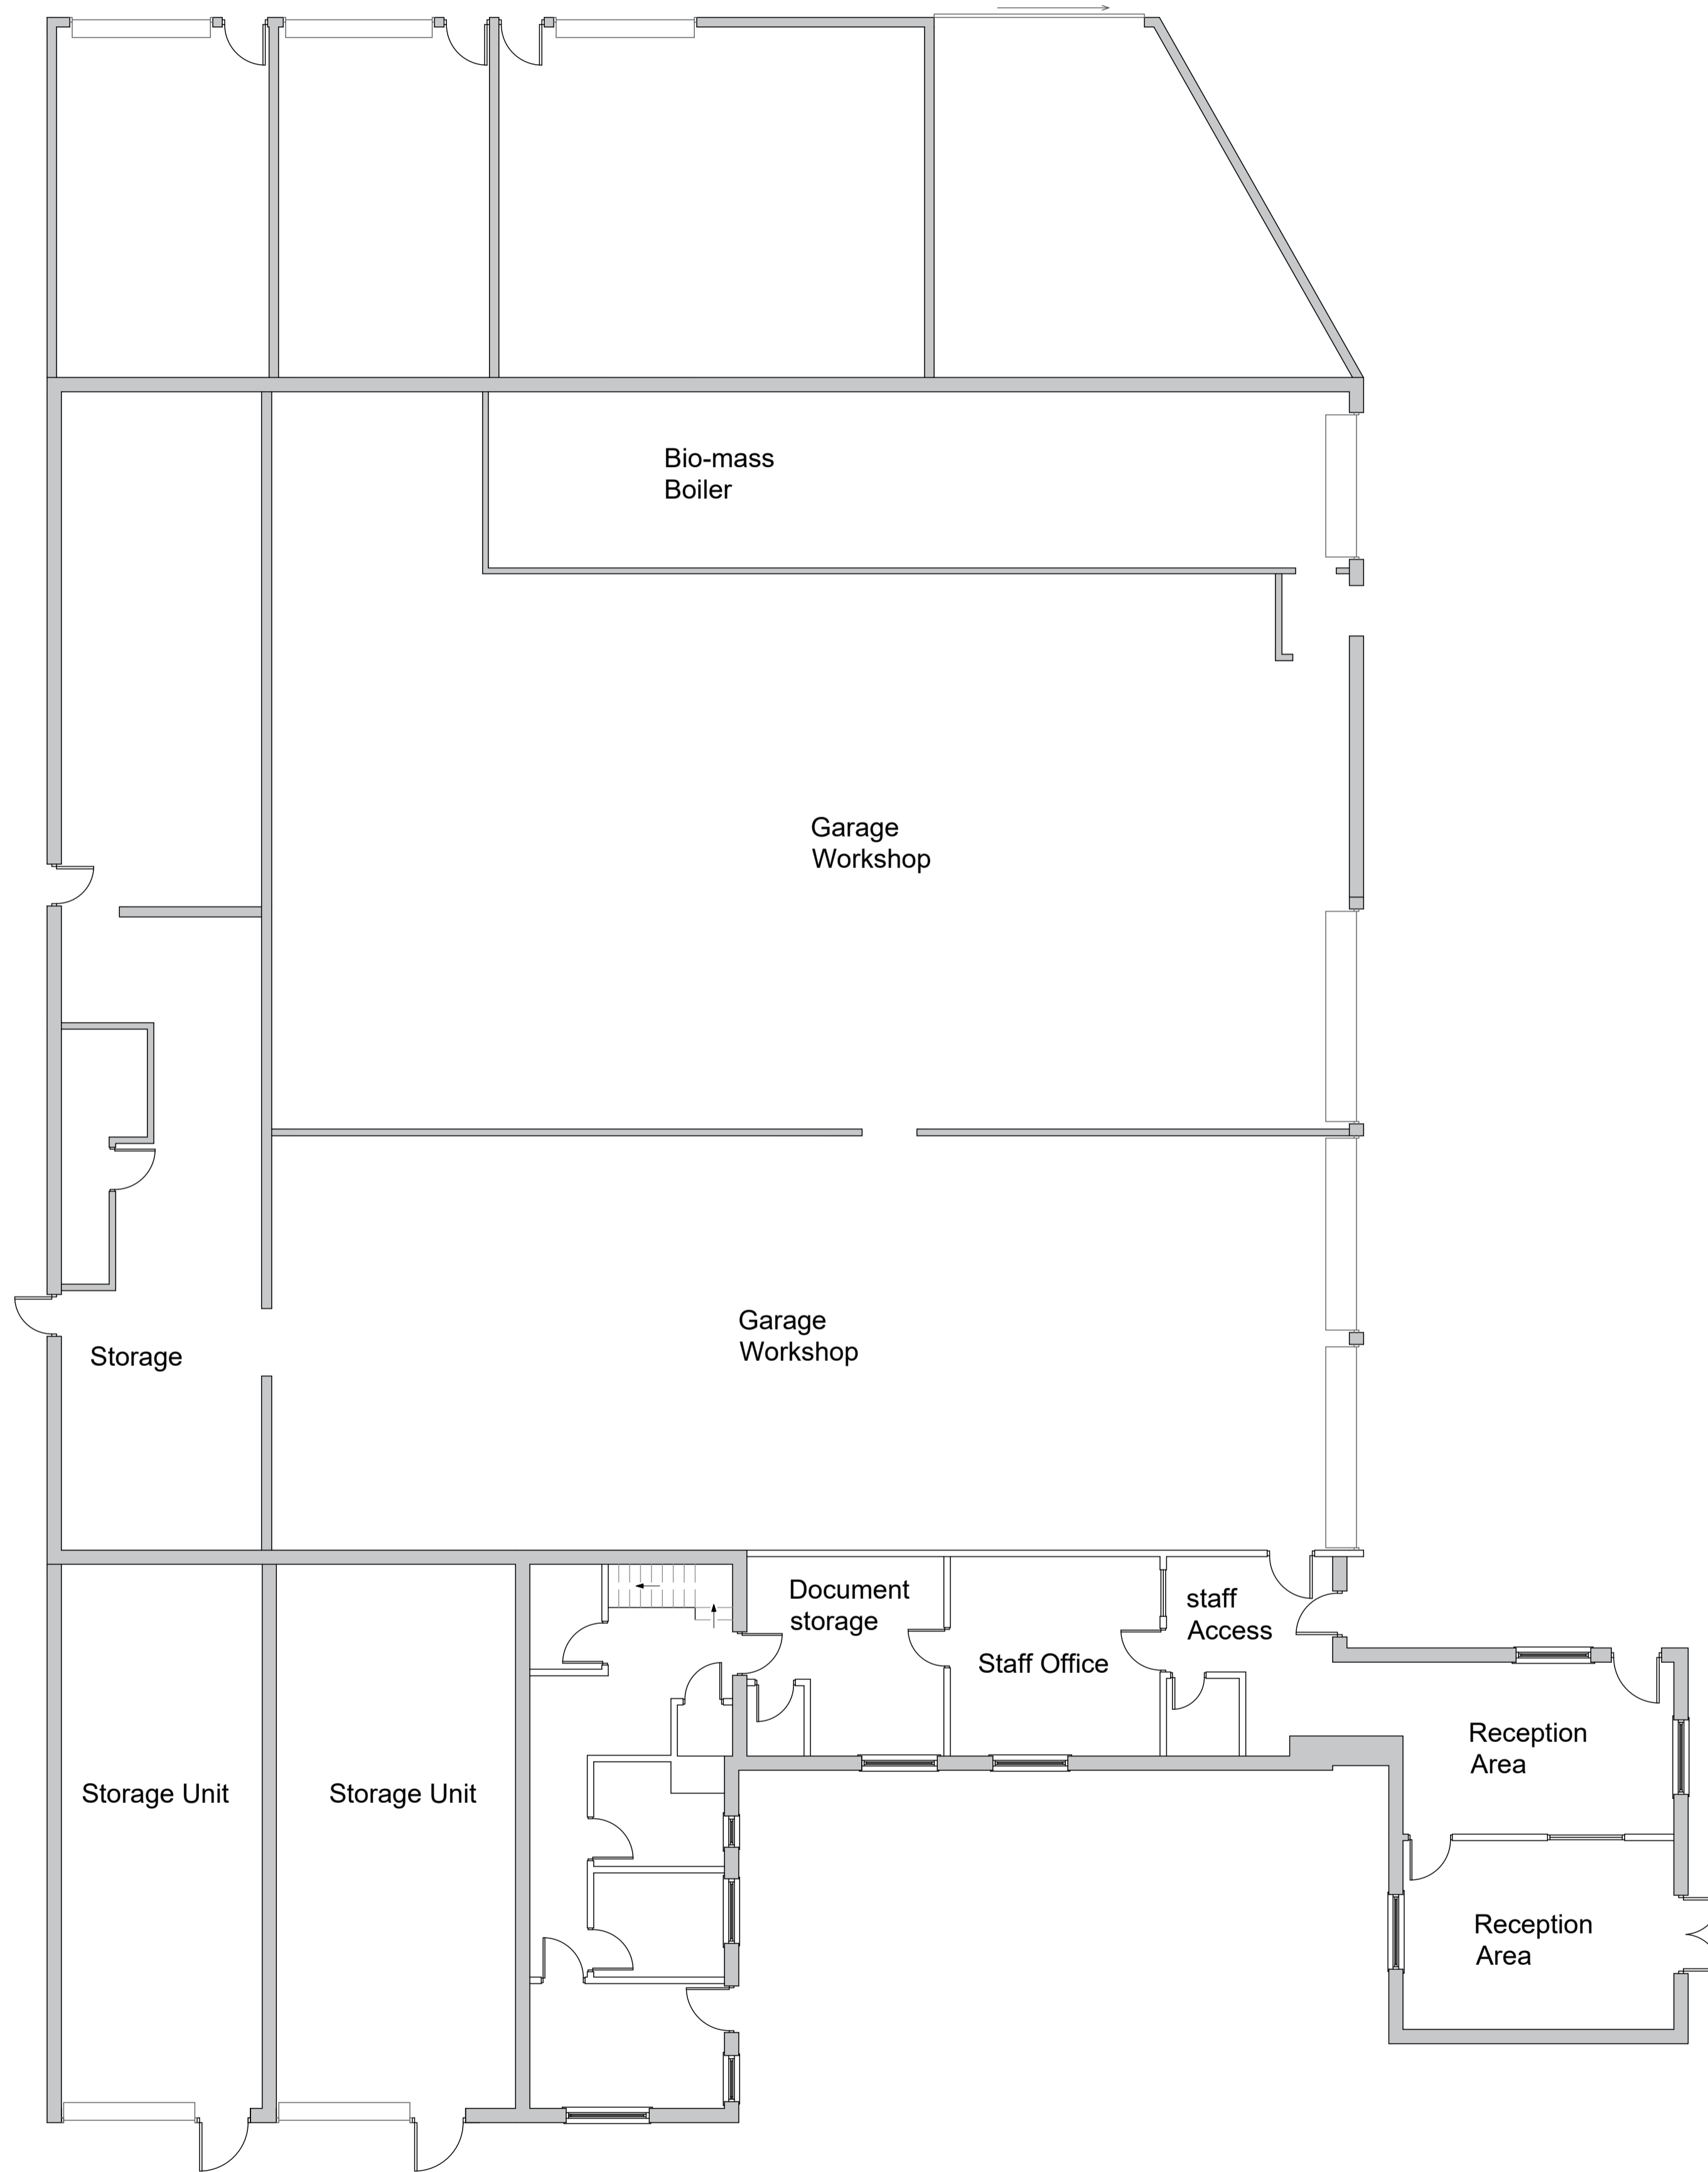 Bio-mass
Boiler
Garage
Workshop
Garage
Workshop
Storage
Document
storage
staff
Access
Staff Office
Reception
Area
Storage Unit
Storage Unit
Reception
Area